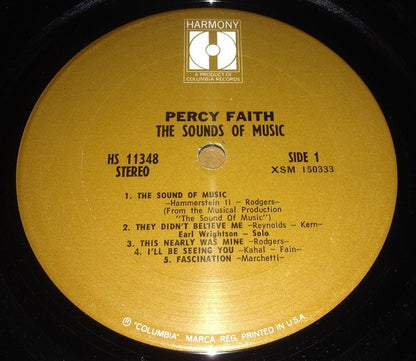 HARMONY
A PRODUCT OF
COLUMBIA RECORDS
PERCY FAITH
THE SOUNDS OF MUSIC
HS 11348
STEREO
SIDE 1
XSM 150333
1. THE SOUND OF MUSIC
–Hammerstein II – Rodgers–
(From the Musical Production
"The Sound Of Music")
2. THEY DIDN'T BELIEVE ME –Reynolds – Kern–
Earl Wrightson – Solo
3. THIS NEARLY WAS MINE –Rodgers–
4. I'LL BE SEEING YOU –Kahal – Fain–
5. FASCINATION –Marchetti–
Ⓟ "COLUMBIA". MARCA REG. PRINTED IN U.S.A.